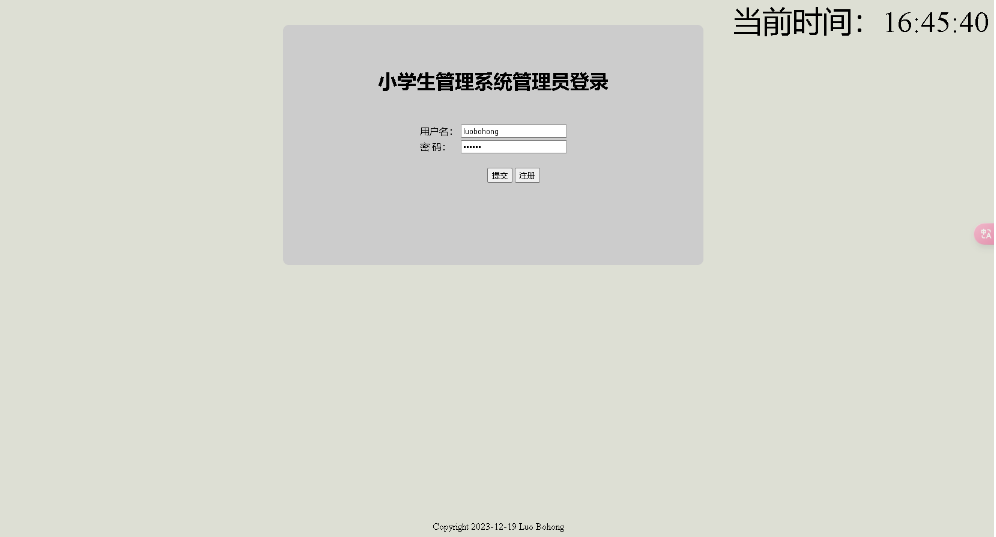 当前时间：16:45:40
小学生管理系统管理员登录
用户名： luobohong
密 码： ••••••
提交 注册
Copyright 2023-12-19 Luo Bohong